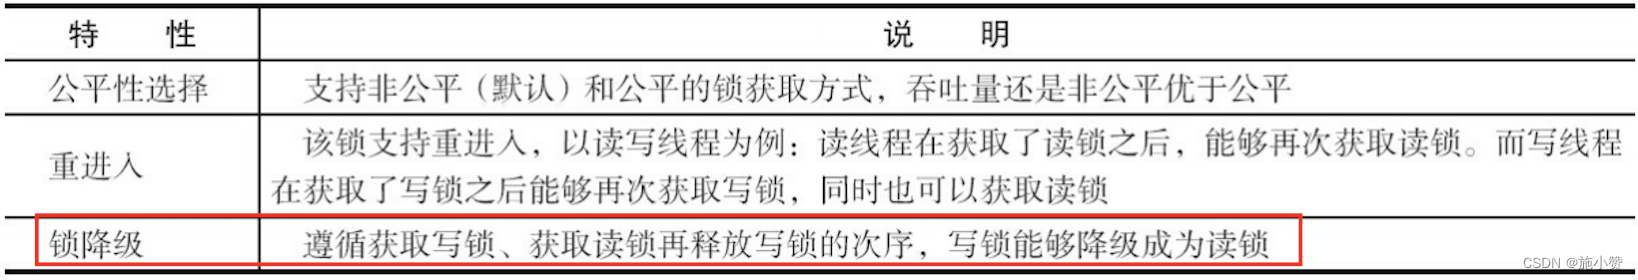 特 性 说 明
公平性选择 支持非公平（默认）和公平的锁获取方式，吞吐量还是非公平优于公平
重进入 该锁支持重进入，以读写线程为例：读线程在获取了读锁之后，能够再次获取读锁。而写线程
在获取了写锁之后能够再次获取写锁，同时也可以获取读锁
锁降级 遵循获取写锁、获取读锁再释放写锁的次序，写锁能够降级成为读锁
CSDN @施小赞